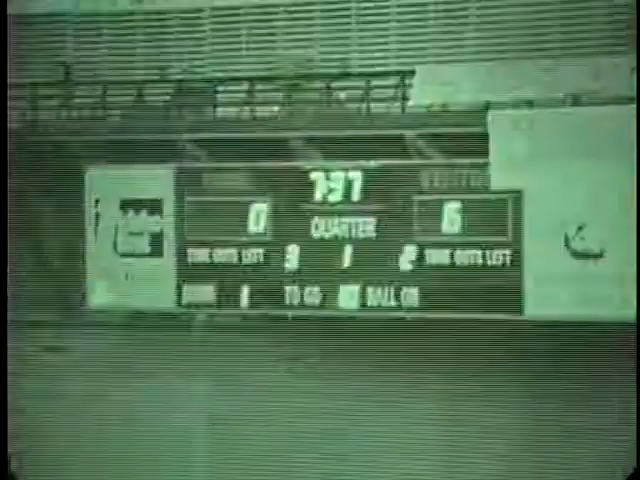 7:37
0 6
QUARTER
TIME OUTS LEFT 3 1 2 TIME OUTS LEFT
DOWN 1 TO GO BALL ON